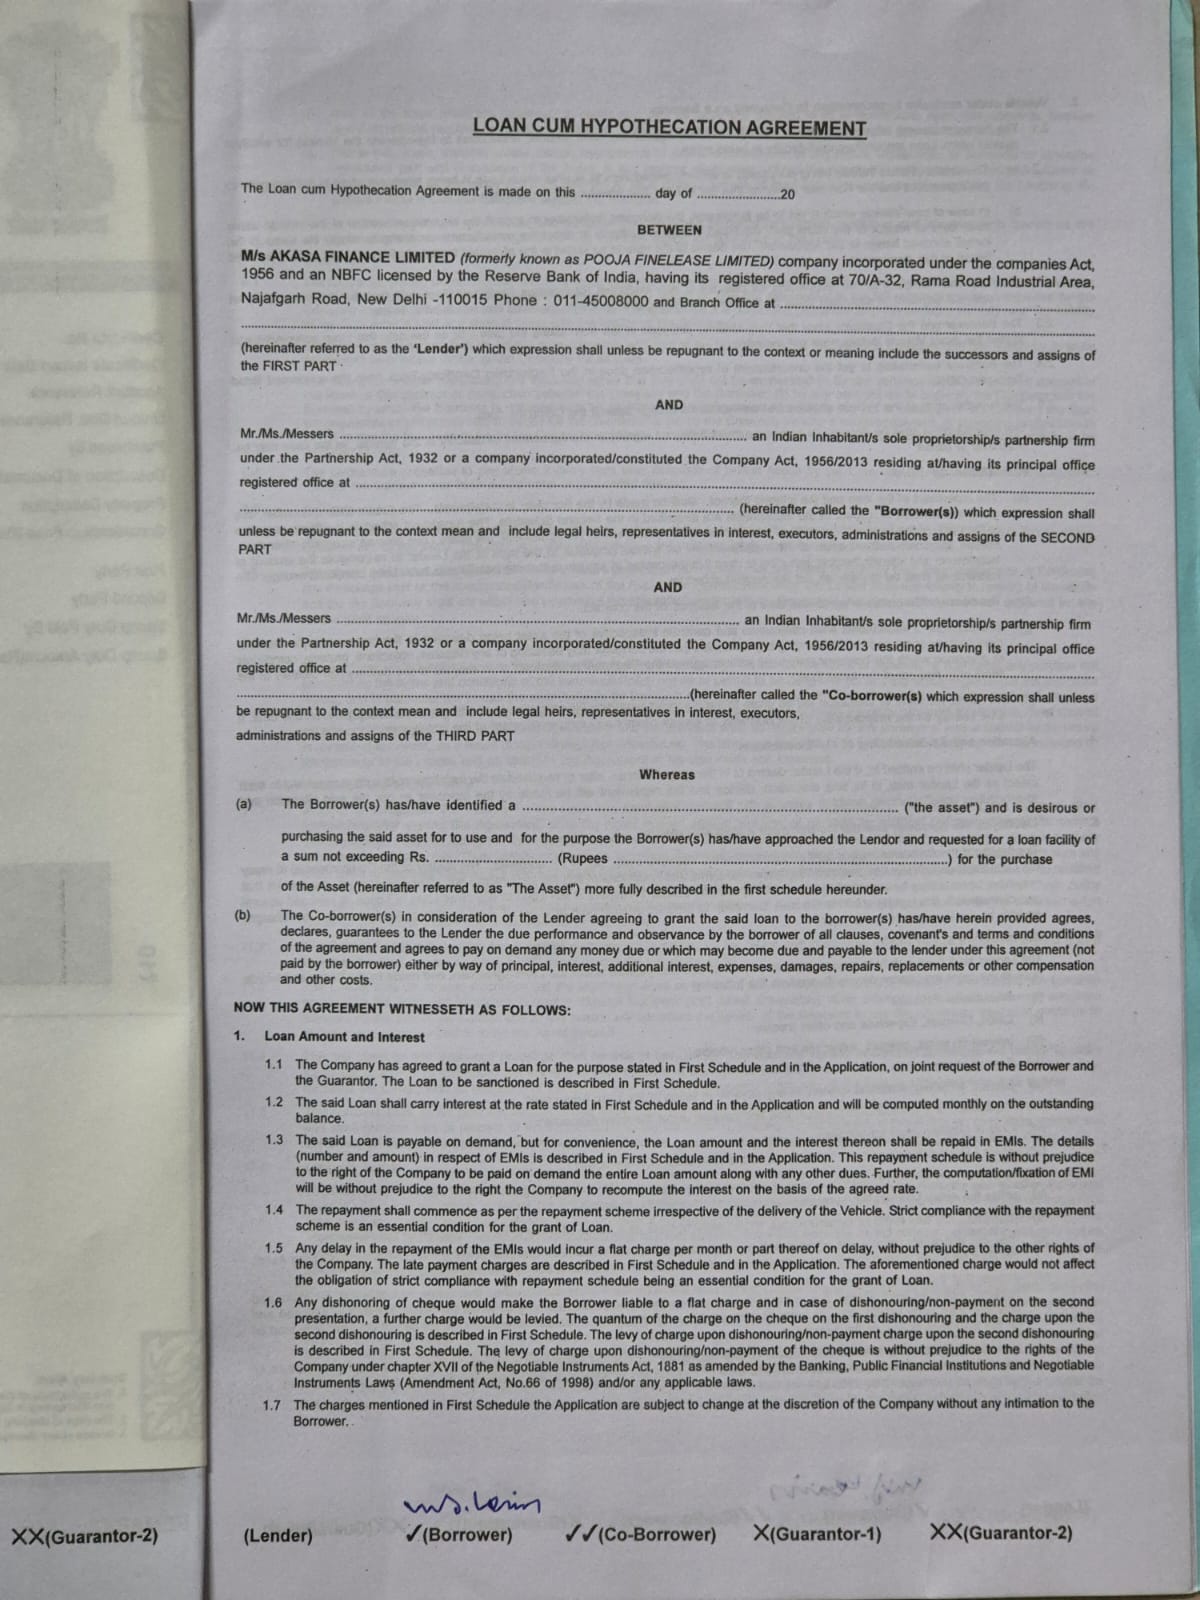 LOAN CUM HYPOTHECATION AGREEMENT
The Loan cum Hypothecation Agreement is made on this .................... day of ........................20
BETWEEN
M/s AKASA FINANCE LIMITED (formerly known as POOJA FINELEASE LIMITED) company incorporated under the companies Act,
1956 and an NBFC licensed by the Reserve Bank of India, having its registered office at 70/A-32, Rama Road Industrial Area,
Najafgarh Road, New Delhi -110015 Phone : 011-45008000 and Branch Office at ....................
....................
(hereinafter referred to as the 'Lender') which expression shall unless be repugnant to the context or meaning include the successors and assigns of
the FIRST PART
AND
Mr./Ms./Messers .................... an Indian Inhabitant/s sole proprietorship/s partnership firm
under the Partnership Act, 1932 or a company incorporated/constituted the Company Act, 1956/2013 residing at/having its principal office
registered office at ....................
.................... (hereinafter called the "Borrower(s)) which expression shall
unless be repugnant to the context mean and include legal heirs, representatives in interest, executors, administrations and assigns of the SECOND
PART
AND
Mr./Ms./Messers .................... an Indian Inhabitant/s sole proprietorship/s partnership firm
under the Partnership Act, 1932 or a company incorporated/constituted the Company Act, 1956/2013 residing at/having its principal office
registered office at ....................
....................(hereinafter called the "Co-borrower(s) which expression shall unless
be repugnant to the context mean and include legal heirs, representatives in interest, executors,
administrations and assigns of the THIRD PART
Whereas
(a) The Borrower(s) has/have identified a .................... ("the asset") and is desirous or
purchasing the said asset for to use and for the purpose the Borrower(s) has/have approached the Lendor and requested for a loan facility of
a sum not exceeding Rs. .................... (Rupees ....................) for the purchase
of the Asset (hereinafter referred to as "The Asset") more fully described in the first schedule hereunder.
(b) The Co-borrower(s) in consideration of the Lender agreeing to grant the said loan to the borrower(s) has/have herein provided agrees,
declares, guarantees to the Lender the due performance and observance by the borrower of all clauses, covenant's and terms and conditions
of the agreement and agrees to pay on demand any money due or which may become due and payable to the lender under this agreement (not
paid by the borrower) either by way of principal, interest, additional interest, expenses, damages, repairs, replacements or other compensation
and other costs.
NOW THIS AGREEMENT WITNESSETH AS FOLLOWS:
1. Loan Amount and Interest
1.1 The Company has agreed to grant a Loan for the purpose stated in First Schedule and in the Application, on joint request of the Borrower and
the Guarantor. The Loan to be sanctioned is described in First Schedule.
1.2 The said Loan shall carry interest at the rate stated in First Schedule and in the Application and will be computed monthly on the outstanding
balance.
1.3 The said Loan is payable on demand, but for convenience, the Loan amount and the interest thereon shall be repaid in EMIs. The details
(number and amount) in respect of EMIs is described in First Schedule and in the Application. This repayment schedule is without prejudice
to the right of the Company to be paid on demand the entire Loan amount along with any other dues. Further, the computation/fixation of EMI
will be without prejudice to the right the Company to recompute the interest on the basis of the agreed rate.
1.4 The repayment shall commence as per the repayment scheme irrespective of the delivery of the Vehicle. Strict compliance with the repayment
scheme is an essential condition for the grant of Loan.
1.5 Any delay in the repayment of the EMIs would incur a flat charge per month or part thereof on delay, without prejudice to the other rights of
the Company. The late payment charges are described in First Schedule and in the Application. The aforementioned charge would not affect
the obligation of strict compliance with repayment schedule being an essential condition for the grant of Loan.
1.6 Any dishonoring of cheque would make the Borrower liable to a flat charge and in case of dishonouring/non-payment on the second
presentation, a further charge would be levied. The quantum of the charge on the cheque on the first dishonouring and the charge upon the
second dishonouring is described in First Schedule. The levy of charge upon dishonouring/non-payment charge upon the second dishonouring
is described in First Schedule. The levy of charge upon dishonouring/non-payment of the cheque is without prejudice to the rights of the
Company under chapter XVII of the Negotiable Instruments Act, 1881 as amended by the Banking, Public Financial Institutions and Negotiable
Instruments Laws (Amendment Act, No.66 of 1998) and/or any applicable laws.
1.7 The charges mentioned in First Schedule the Application are subject to change at the discretion of the Company without any intimation to the
Borrower.
XX(Guarantor-2) (Lender) ✓(Borrower) ✓✓(Co-Borrower) X(Guarantor-1) XX(Guarantor-2)